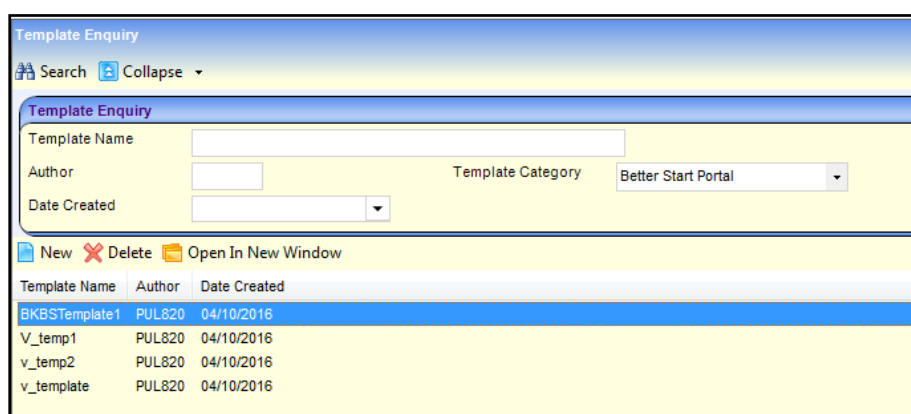 Template Enquiry
Search Collapse
Template Enquiry
Template Name
Author Template Category Better Start Portal
Date Created
New Delete Open In New Window
Template Name Author Date Created
BKBSTemplate1 PUL820 04/10/2016
V_temp1 PUL820 04/10/2016
v_temp2 PUL820 04/10/2016
v_template PUL820 04/10/2016